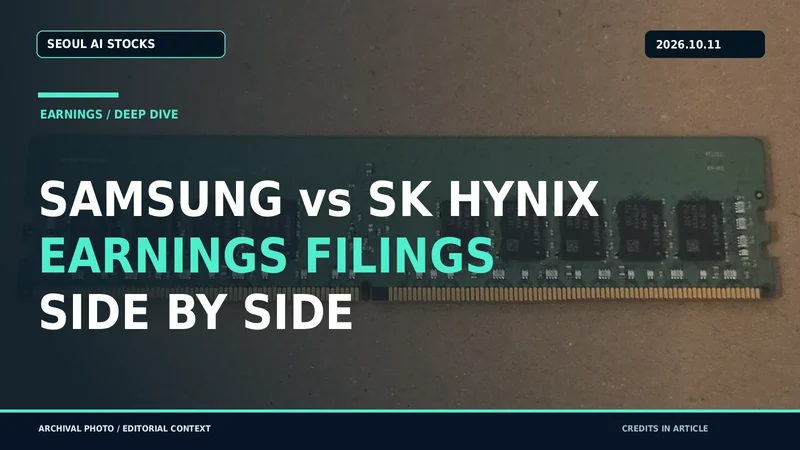 SEOUL AI STOCKS
2026.10.11
EARNINGS / DEEP DIVE
SAMSUNG vs SK HYNIX
EARNINGS FILINGS
SIDE BY SIDE
ARCHIVAL PHOTO / EDITORIAL CONTEXT
CREDITS IN ARTICLE